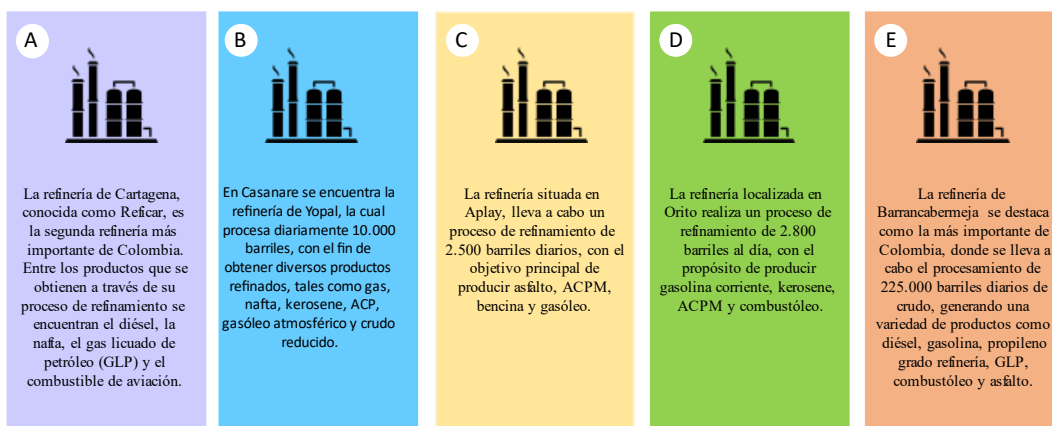 A
La refinería de Cartagena,
conocida como Reficar, es
la segunda refinería más
importante de Colombia.
Entre los productos que se
obtienen a través de su
proceso de refinamiento se
encuentran el diésel, la
nafta, el gas licuado de
petróleo (GLP) y el
combustible de aviación.
B
En Casanare se encuentra la
refinería de Yopal, la cual
procesa diariamente 10.000
barriles, con el fin de
obtener diversos productos
refinados, tales como gas,
nafta, kerosene, ACP,
gasóleo atmosférico y crudo
reducido.
C
La refinería situada en
Aplay, lleva a cabo un
proceso de refinamiento de
2.500 barriles diarios, con el
objetivo principal de
producir asfalto, ACPM,
bencina y gasóleo.
D
La refinería localizada en
Orito realiza un proceso de
refinamiento de 2.800
barriles al día, con el
propósito de producir
gasolina corriente, kerosene,
ACPM y combustóleo.
E
La refinería de
Barrancabermeja se destaca
como la más importante de
Colombia, donde se lleva a
cabo el procesamiento de
225.000 barriles diarios de
crudo, generando una
variedad de productos como
diésel, gasolina, propileno
grado refinería, GLP,
combustóleo y asfalto.